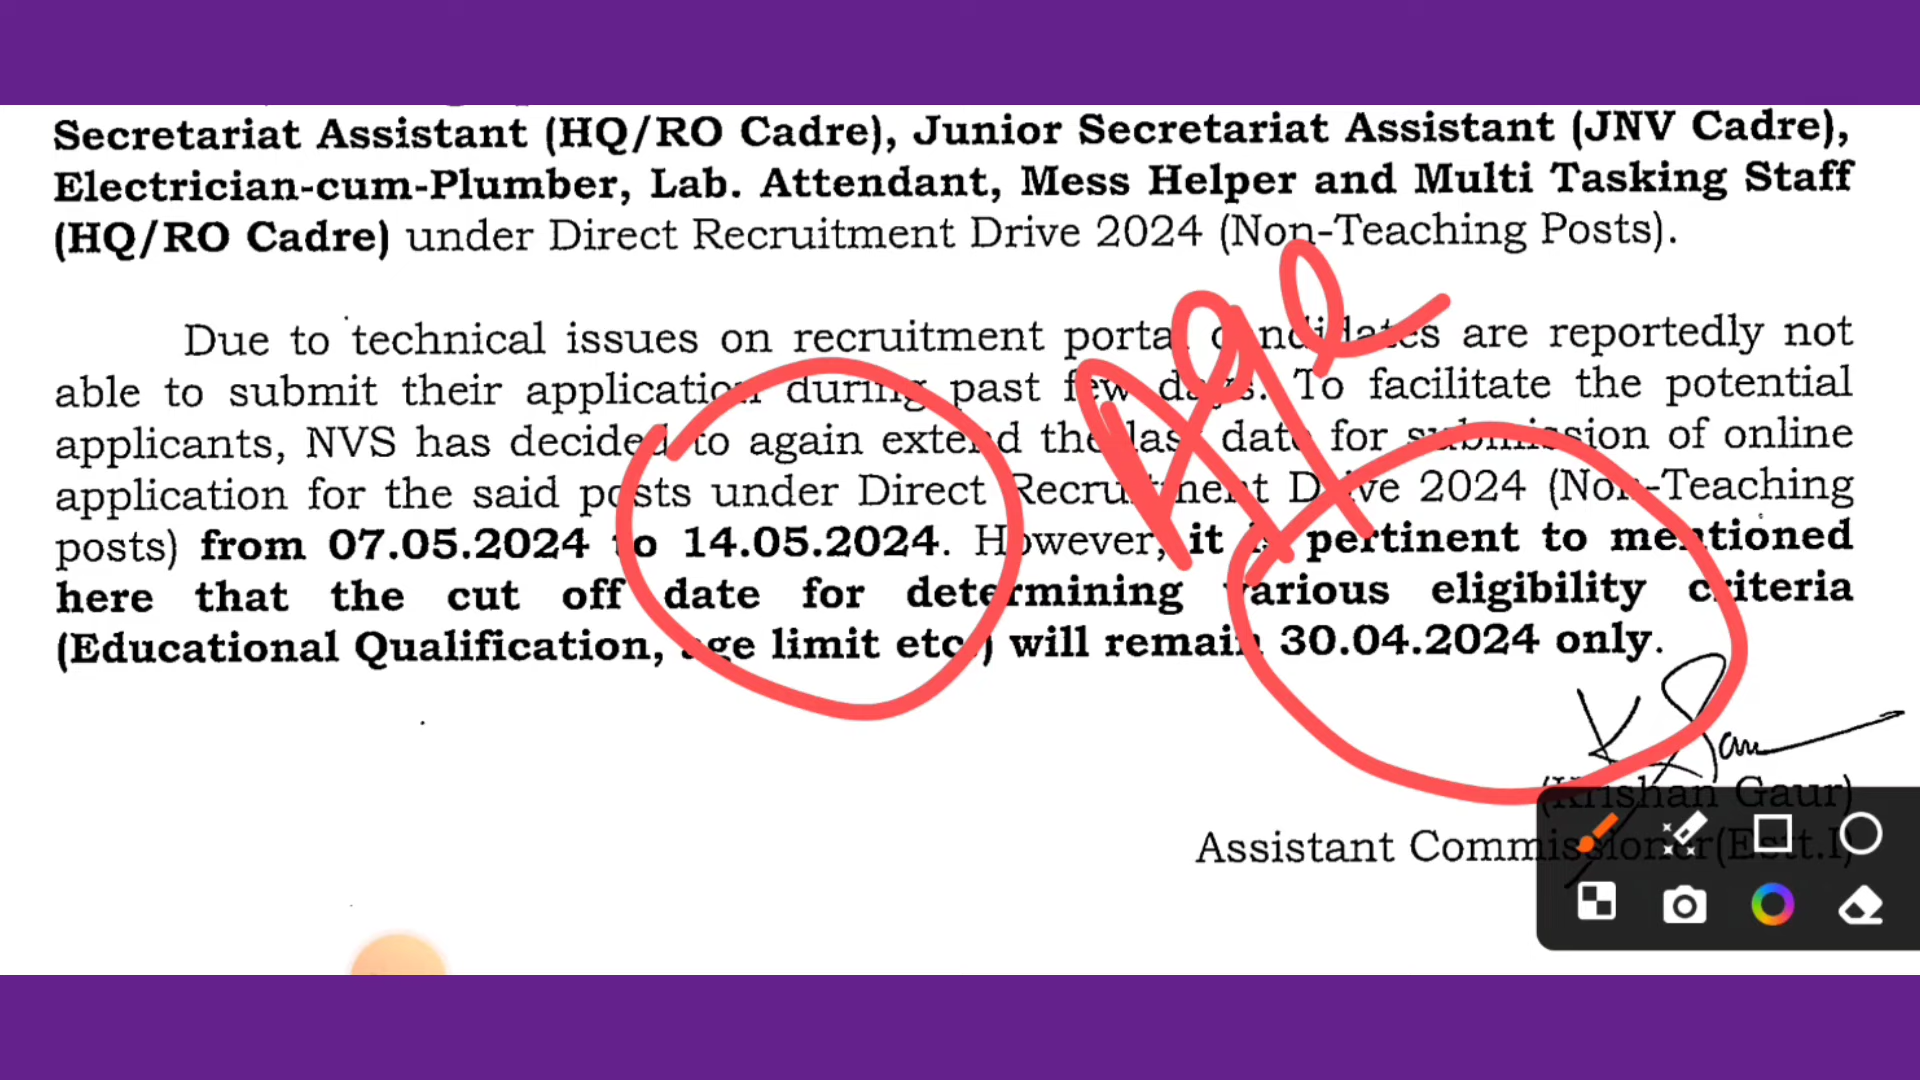 Secretariat Assistant (HQ/RO Cadre), Junior Secretariat Assistant (JNV Cadre),
Electrician-cum-Plumber, Lab. Attendant, Mess Helper and Multi Tasking Staff
(HQ/RO Cadre) under Direct Recruitment Drive 2024 (Non-Teaching Posts).
Age
Due to technical issues on recruitment portal candidates are reportedly not
able to submit their application during past few days. To facilitate the potential
applicants, NVS has decided to again extend the last date for submission of online
application for the said posts under Direct Recruitment Drive 2024 (Non-Teaching
posts) from 07.05.2024 to 14.05.2024. However, it is pertinent to mentioned
here that the cut off date for determining various eligibility criteria
(Educational Qualification, age limit etc.) will remain 30.04.2024 only.
(Krishan Gaur)
Assistant Commissioner(Estt.I)